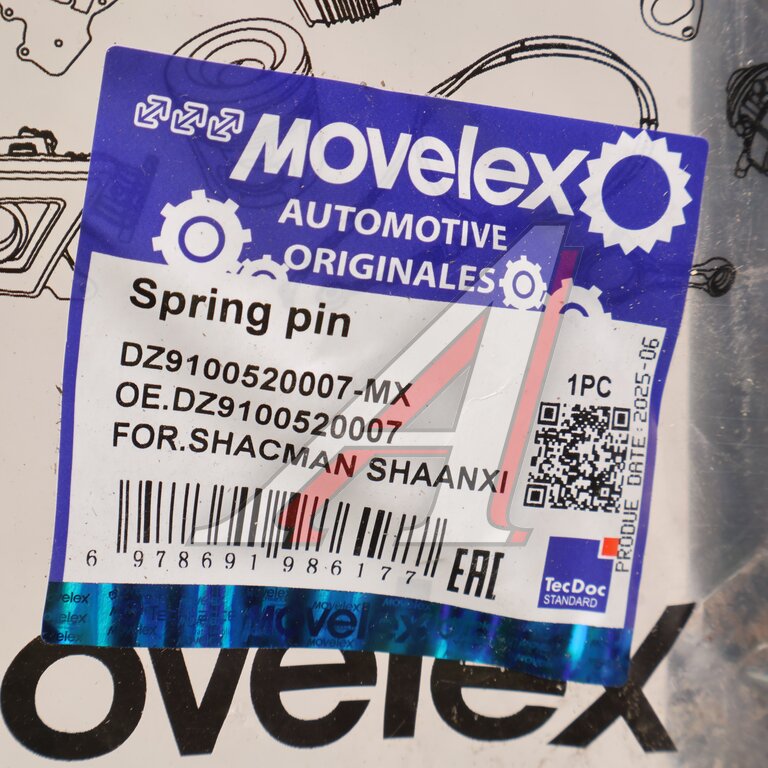 Movelex
AUTOMOTIVE
ORIGINALES
Spring pin
DZ9100520007-MX
OE.DZ9100520007
FOR.SHACMAN SHAANXI
1PC
PRODUE DATE:2025-06
6 978691 986177
EAC
TecDoc
STANDARD
Movelex
ovelex